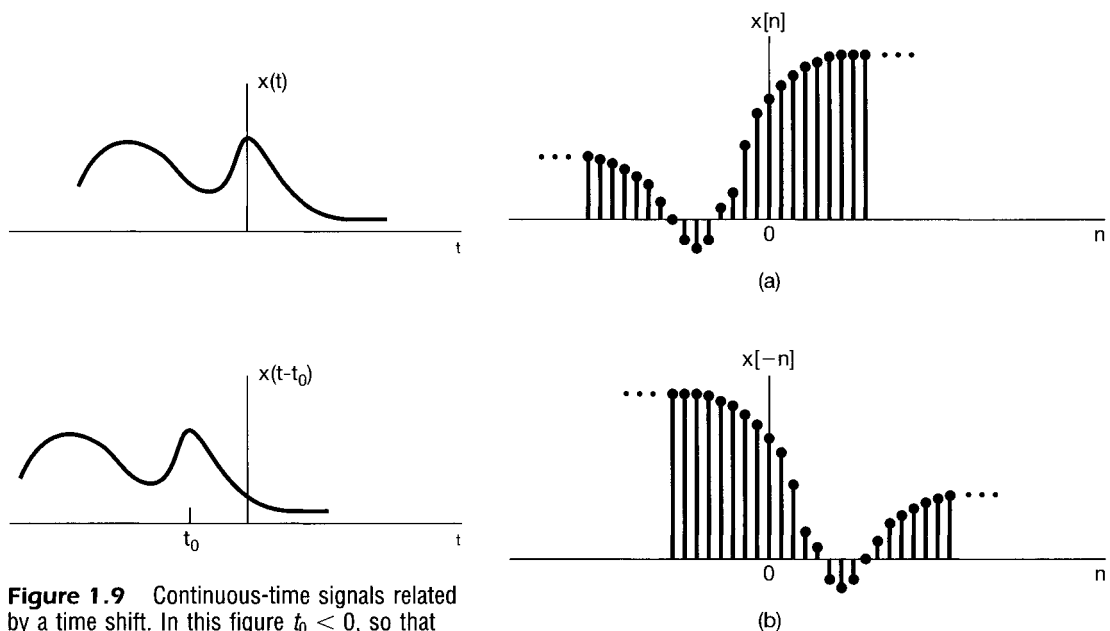 x(t)
t
x(t-t₀)
t₀
t
Figure 1.9 Continuous-time signals related
by a time shift. In this figure t₀ < 0, so that
x[n]
0
n
(a)
x[−n]
0
n
(b)